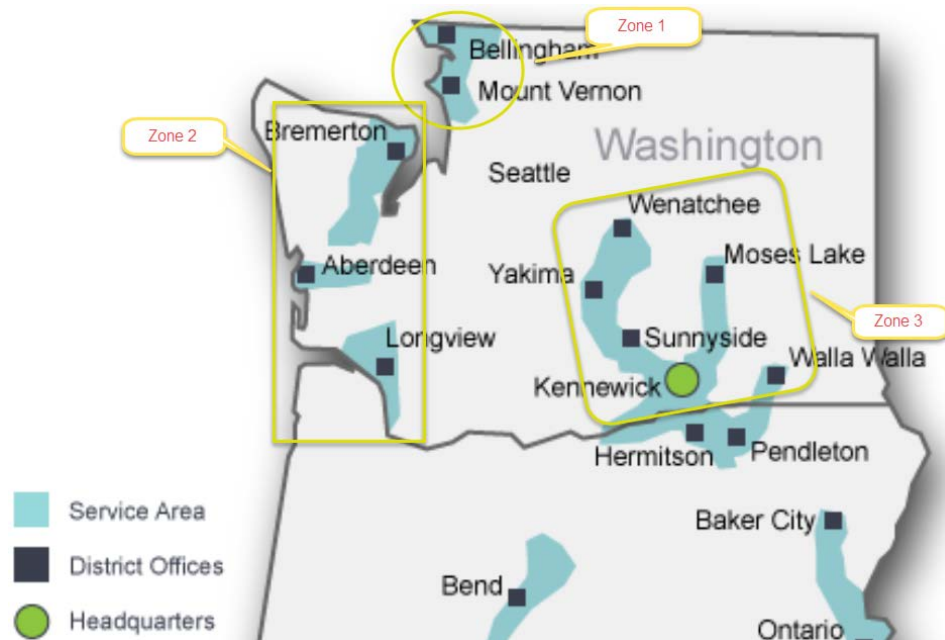 Zone 1
Bellingham
Mount Vernon
Zone 2
Bremerton
Washington
Seattle
Wenatchee
Aberdeen
Yakima
Moses Lake
Zone 3
Longview
Sunnyside
Walla Walla
Kennewick
Hermitson
Pendleton
Service Area
Baker City
District Offices
Bend
Headquarters
Ontario